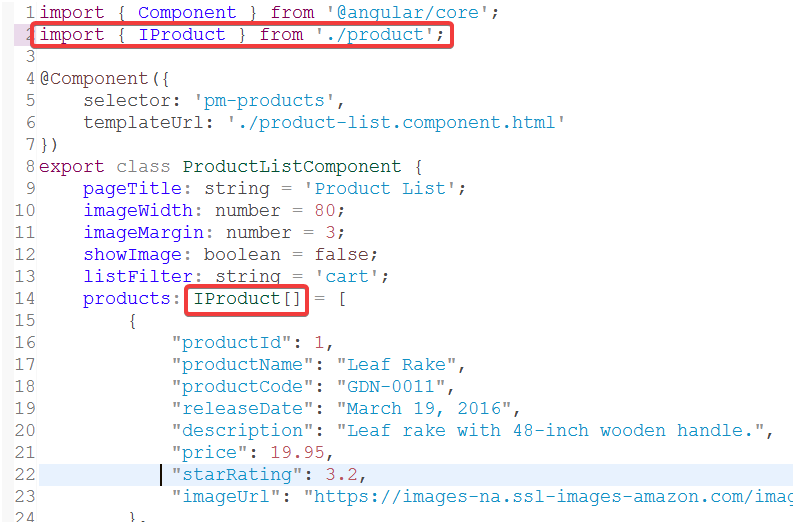 1 import { Component } from '@angular/core';
2 import { IProduct } from './product';
3
4 @Component({
5     selector: 'pm-products',
6     templateUrl: './product-list.component.html'
7 })
8 export class ProductListComponent {
9     pageTitle: string = 'Product List';
10     imageWidth: number = 80;
11     imageMargin: number = 3;
12     showImage: boolean = false;
13     listFilter: string = 'cart';
14     products: IProduct[] = [
15         {
16             "productId": 1,
17             "productName": "Leaf Rake",
18             "productCode": "GDN-0011",
19             "releaseDate": "March 19, 2016",
20             "description": "Leaf rake with 48-inch wooden handle.",
21             "price": 19.95,
22             "starRating": 3.2,
23             "imageUrl": "https://images-na.ssl-images-amazon.com/imag
24         },